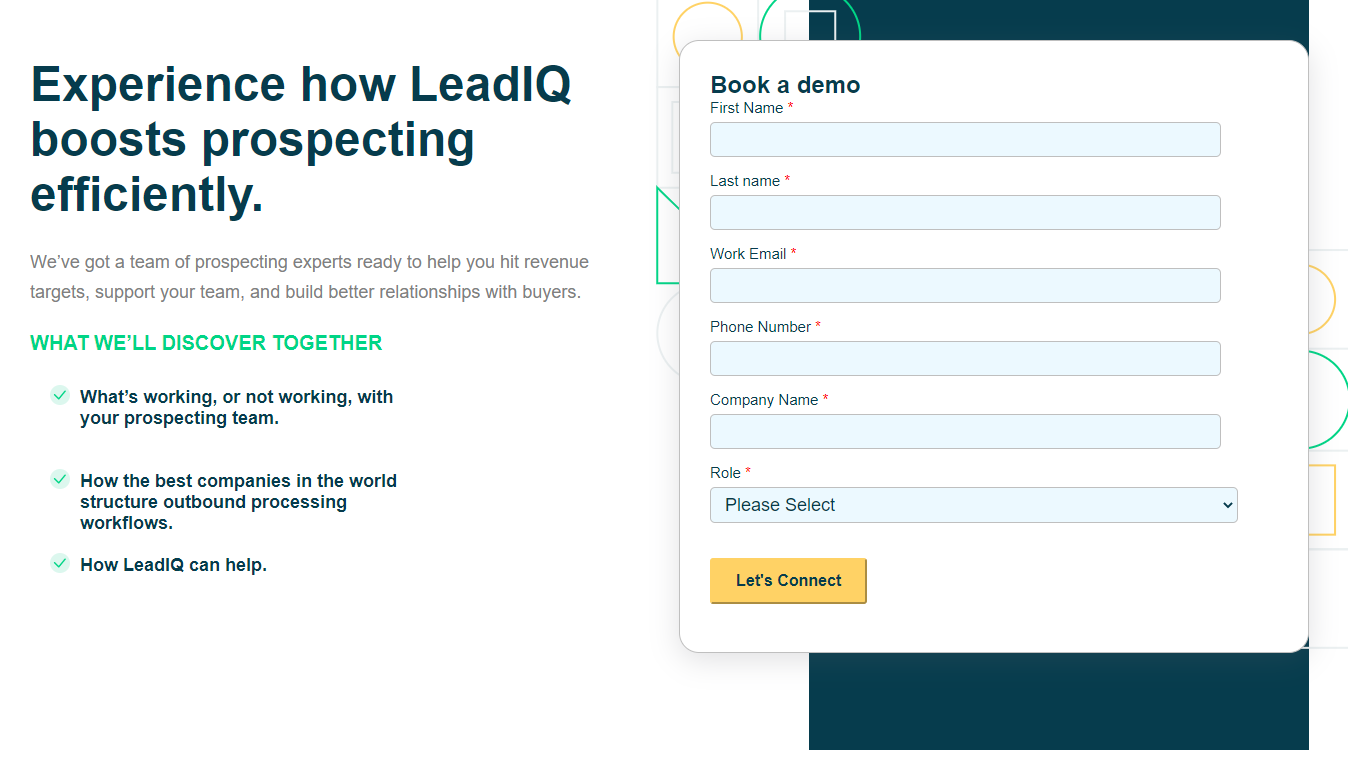 Experience how LeadIQ
boosts prospecting
efficiently.
We’ve got a team of prospecting experts ready to help you hit revenue
targets, support your team, and build better relationships with buyers.
WHAT WE’LL DISCOVER TOGETHER
What’s working, or not working, with
your prospecting team.
How the best companies in the world
structure outbound processing
workflows.
How LeadIQ can help.
Book a demo
First Name *
Last name *
Work Email *
Phone Number *
Company Name *
Role *
Please Select
Let's Connect